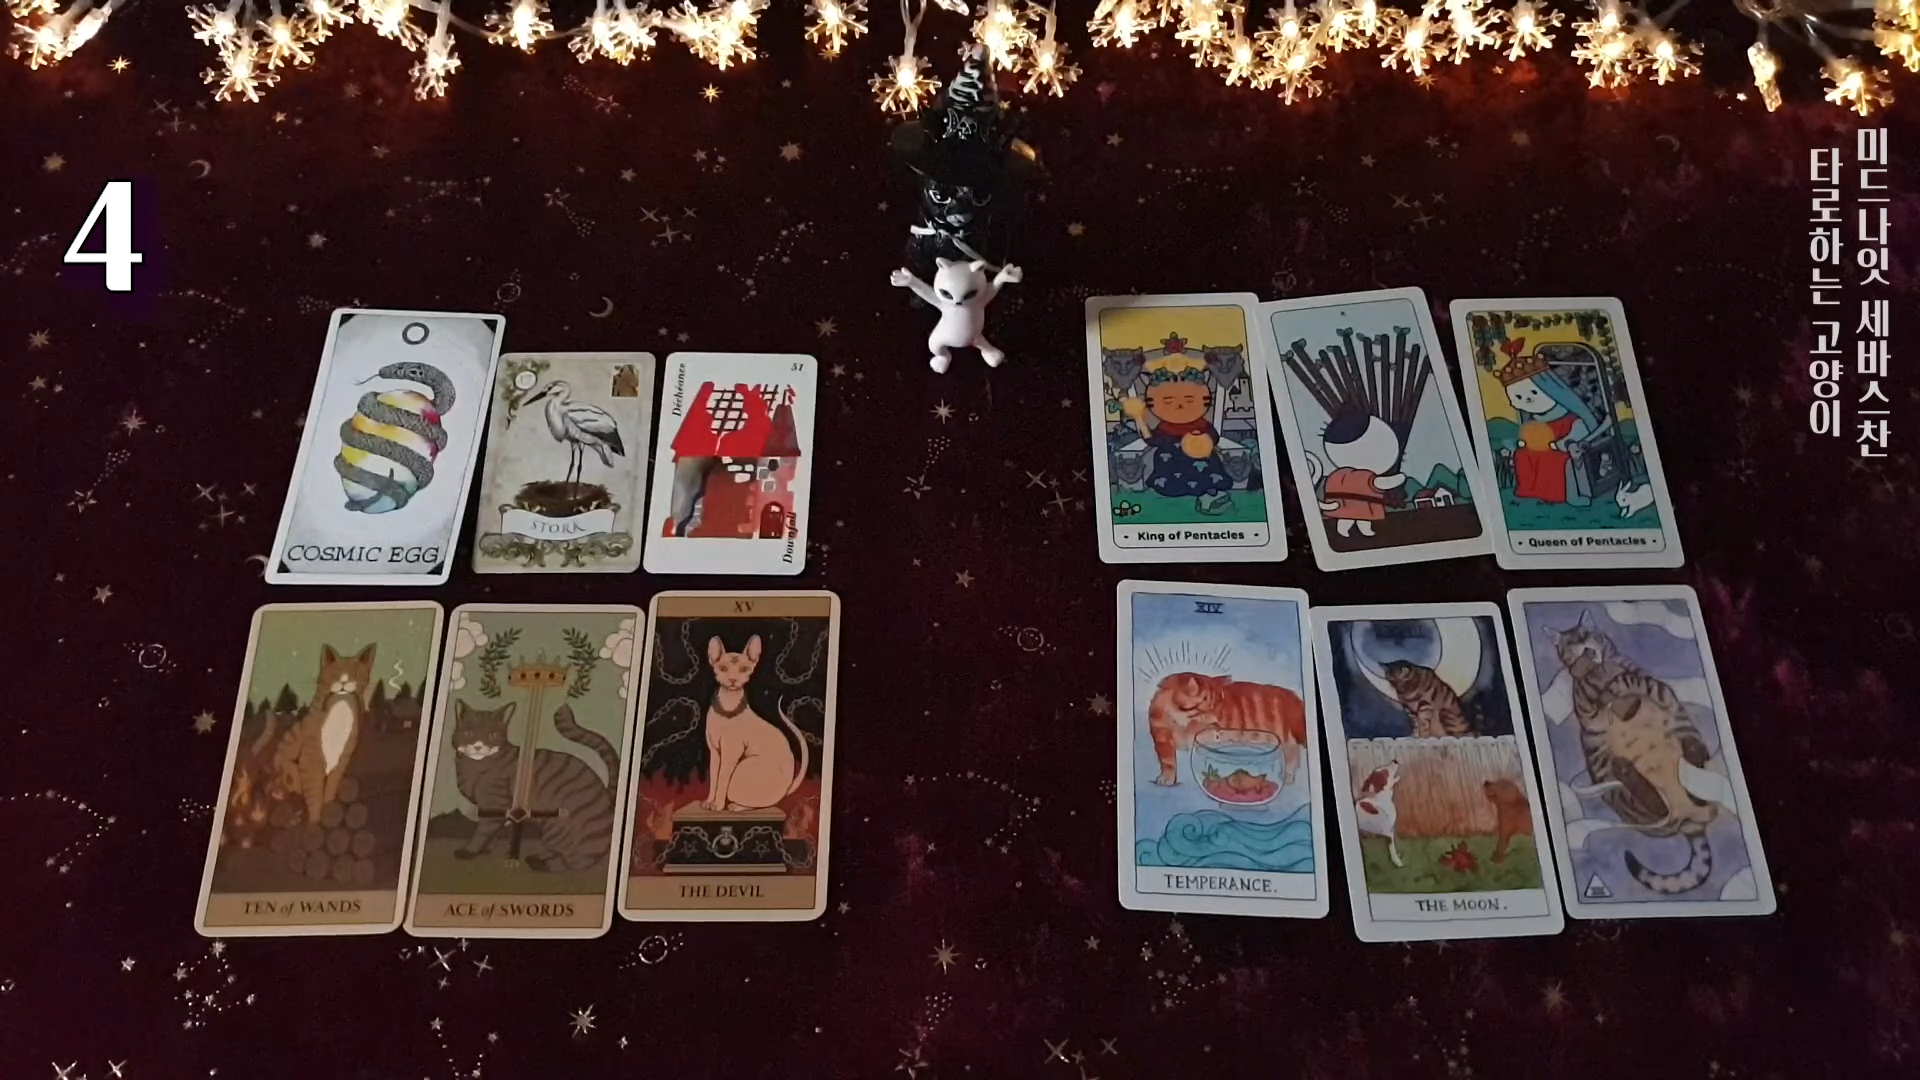 4
미드나잇 세바스찬
타로하는 고양이
COSMIC EGG
STORK
51
Déchéance
Downfall
King of Pentacles
X
Queen of Pentacles
TEN of WANDS
ACE of SWORDS
XV
THE DEVIL
XIV
TEMPERANCE.
THE MOON.